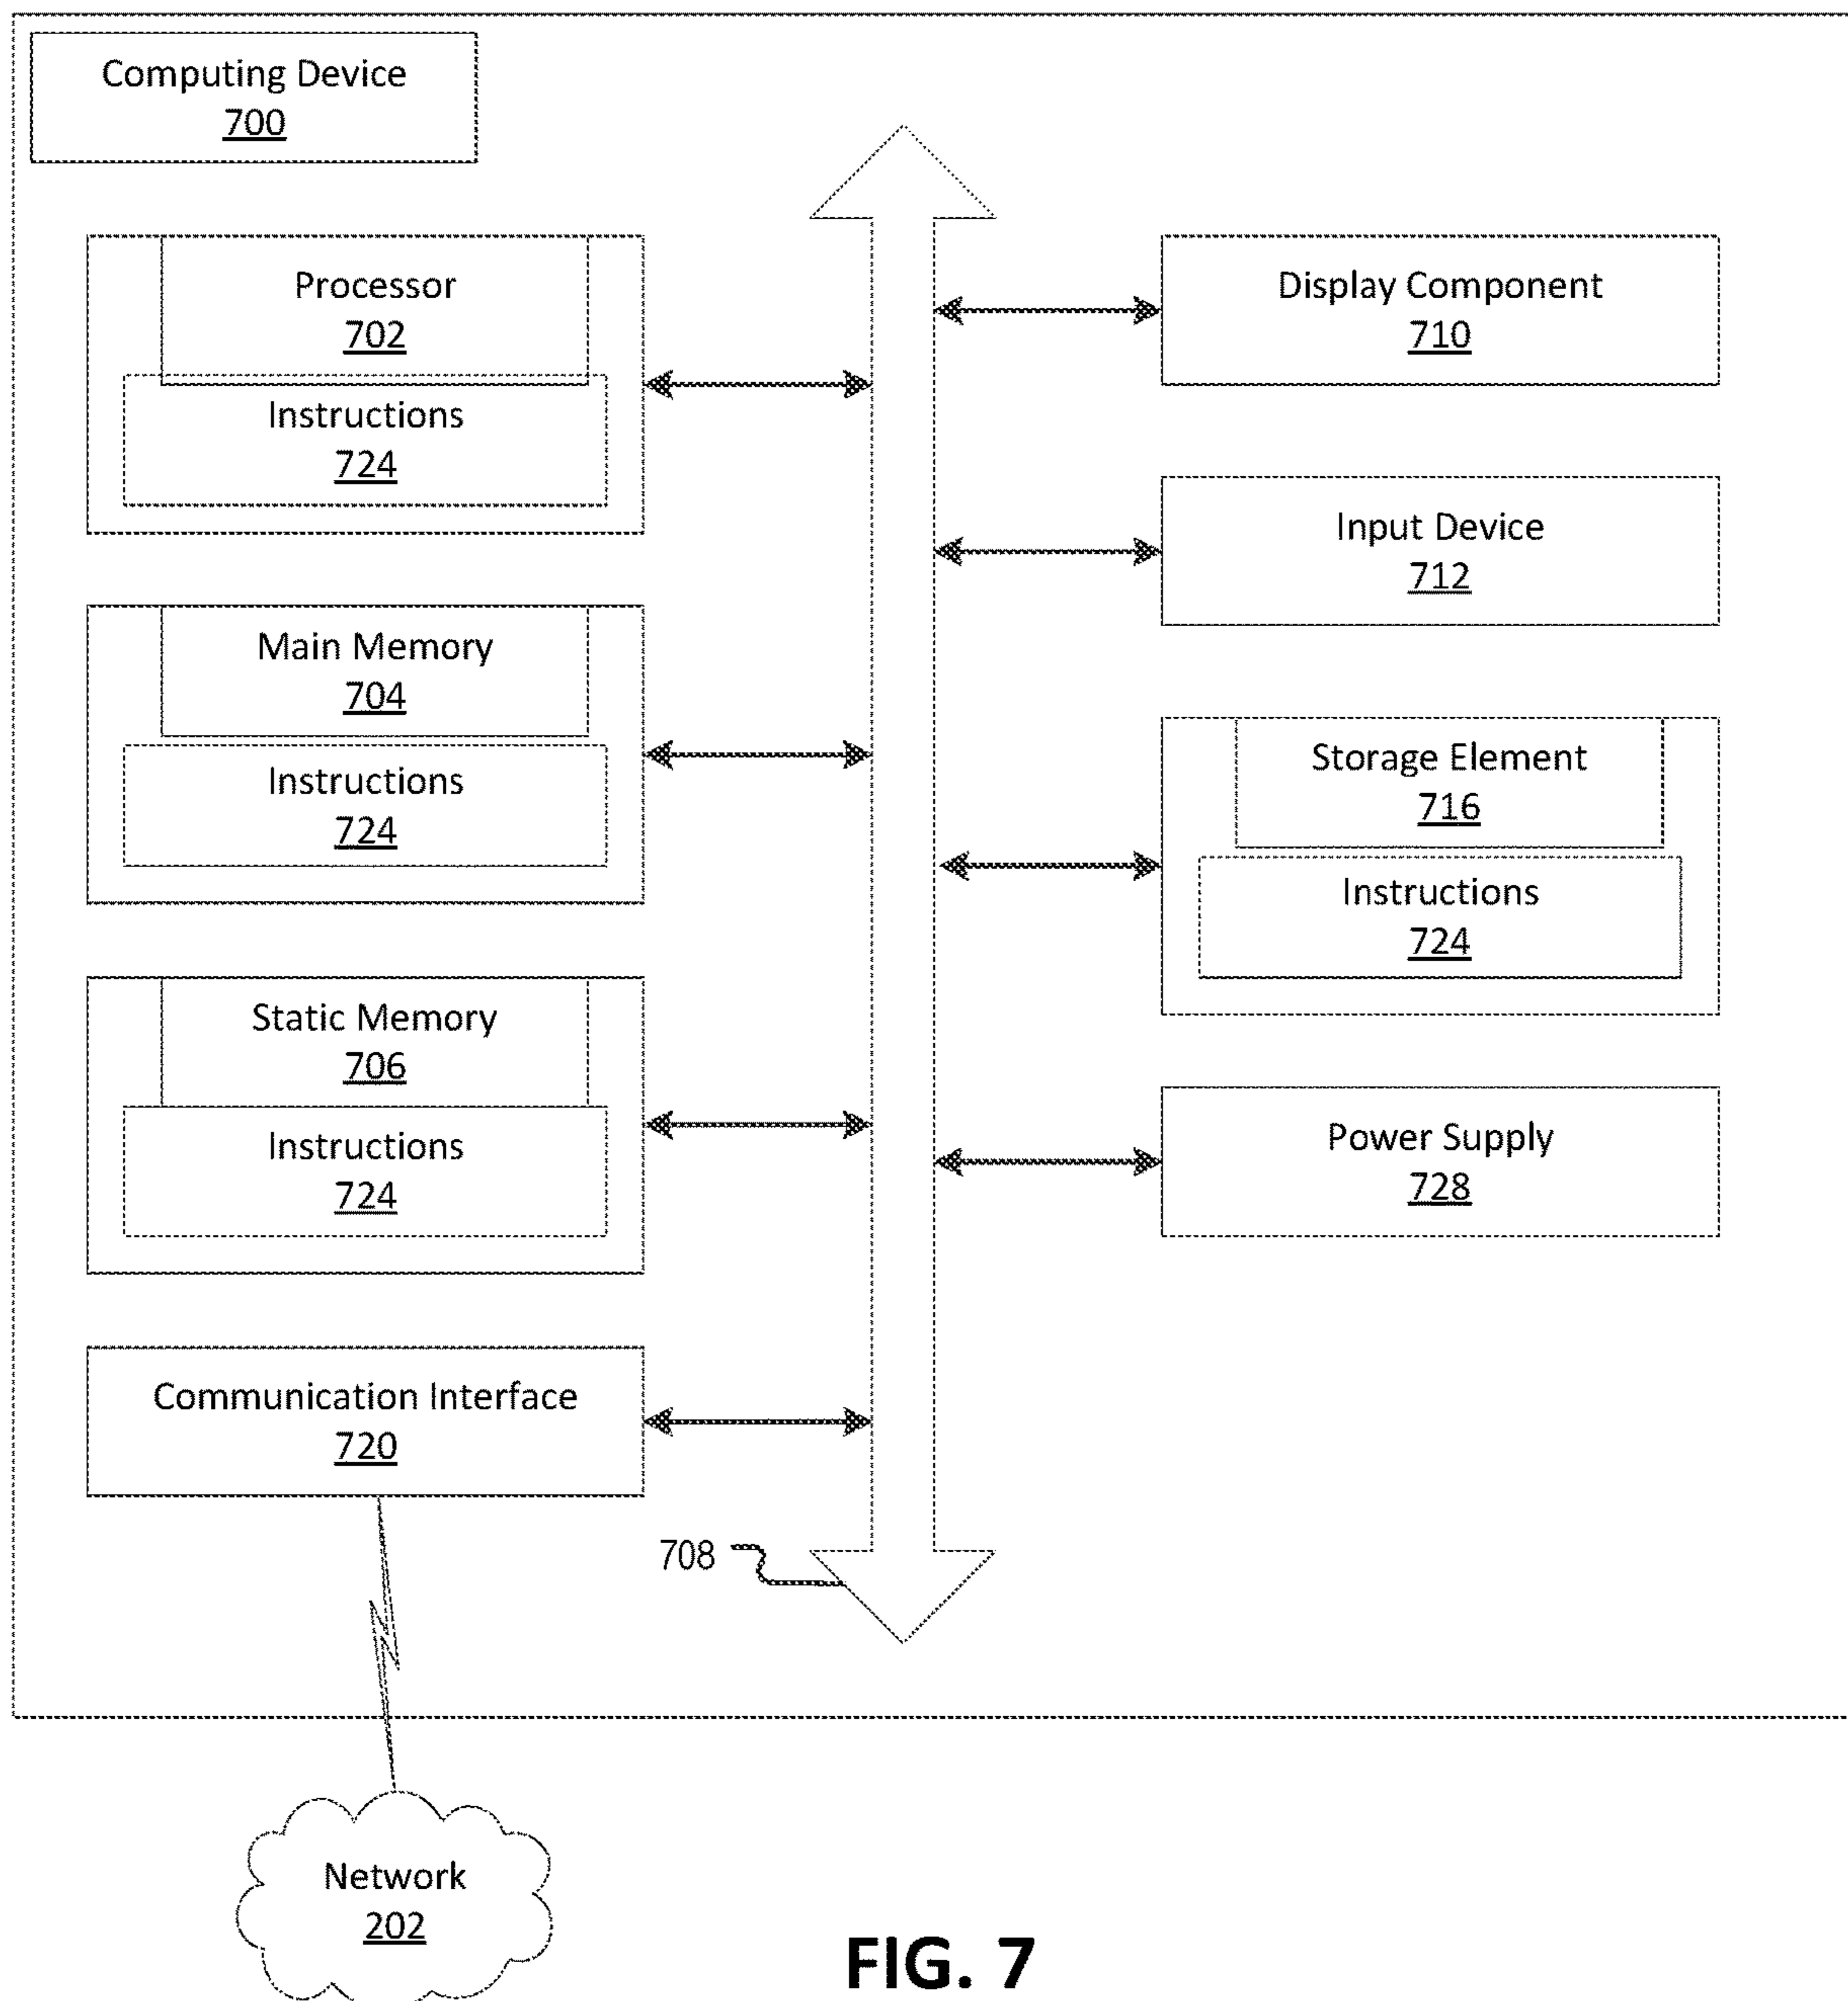 Computing Device
700
Processor
702
Instructions
724
Main Memory
704
Instructions
724
Static Memory
706
Instructions
724
Communication Interface
720
Display Component
710
Input Device
712
Storage Element
716
Instructions
724
Power Supply
728
708
Network
202
FIG. 7